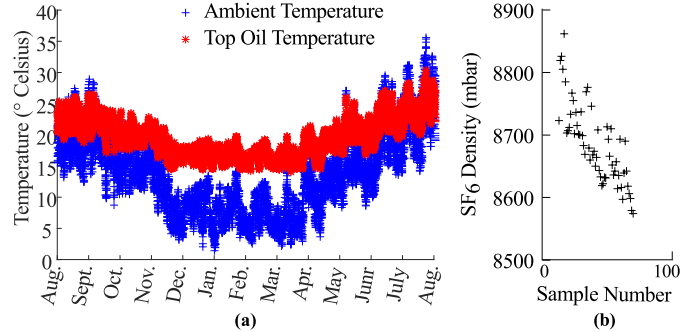 Ambient Temperature
Top Oil Temperature
Temperature (° Celsius)
40
35
30
25
20
15
10
5
0
Aug.
Sept.
Oct.
Nov.
Dec.
Jan.
Feb.
Mar.
Apr.
May
Junr
July
Aug.
(a)
SF6 Density (mbar)
8900
8800
8700
8600
8500
0
100
Sample Number
(b)